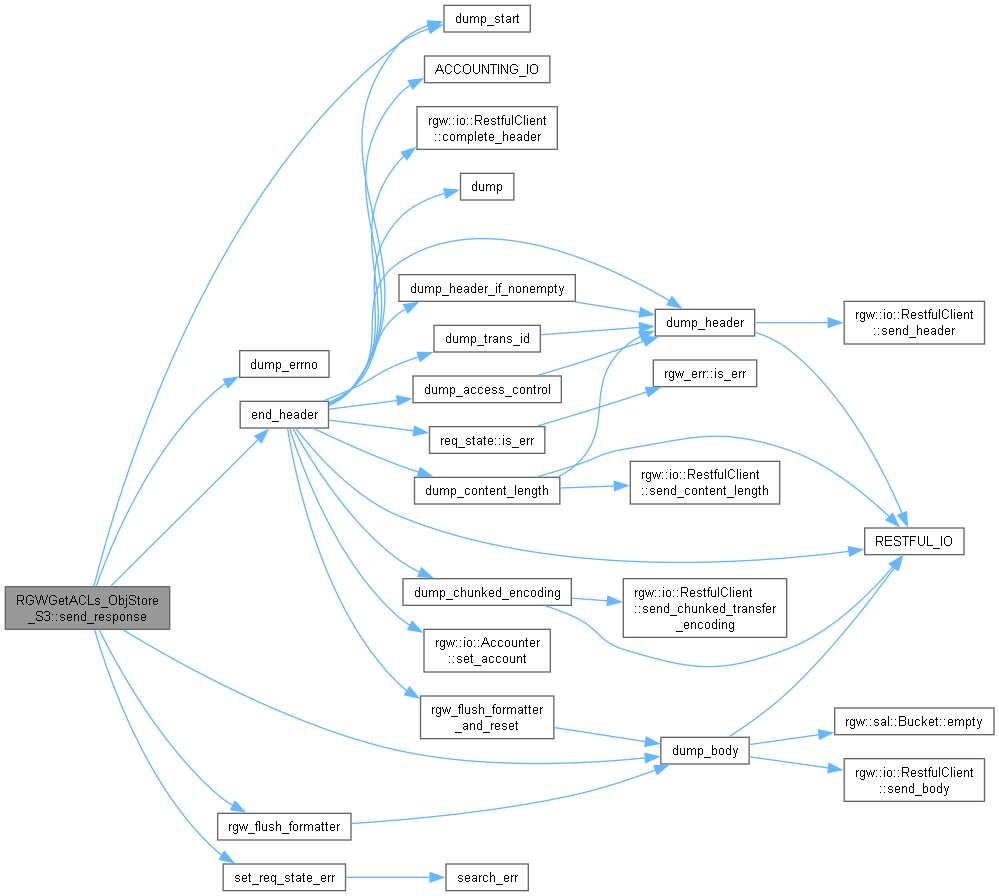 dump_start
ACCOUNTING_IO
rgw::io::RestfulClient
::complete_header
dump
dump_header_if_nonempty
dump_header
rgw::io::RestfulClient
::send_header
dump_trans_id
dump_errno
dump_access_control
rgw_err::is_err
end_header
req_state::is_err
dump_content_length
rgw::io::RestfulClient
::send_content_length
RESTFUL_IO
RGWGetACLs_ObjStore
_S3::send_response
dump_chunked_encoding
rgw::io::RestfulClient
::send_chunked_transfer
_encoding
rgw::io::Accounter
::set_account
rgw_flush_formatter
_and_reset
dump_body
rgw::sal::Bucket::empty
rgw::io::RestfulClient
::send_body
rgw_flush_formatter
set_req_state_err
search_err